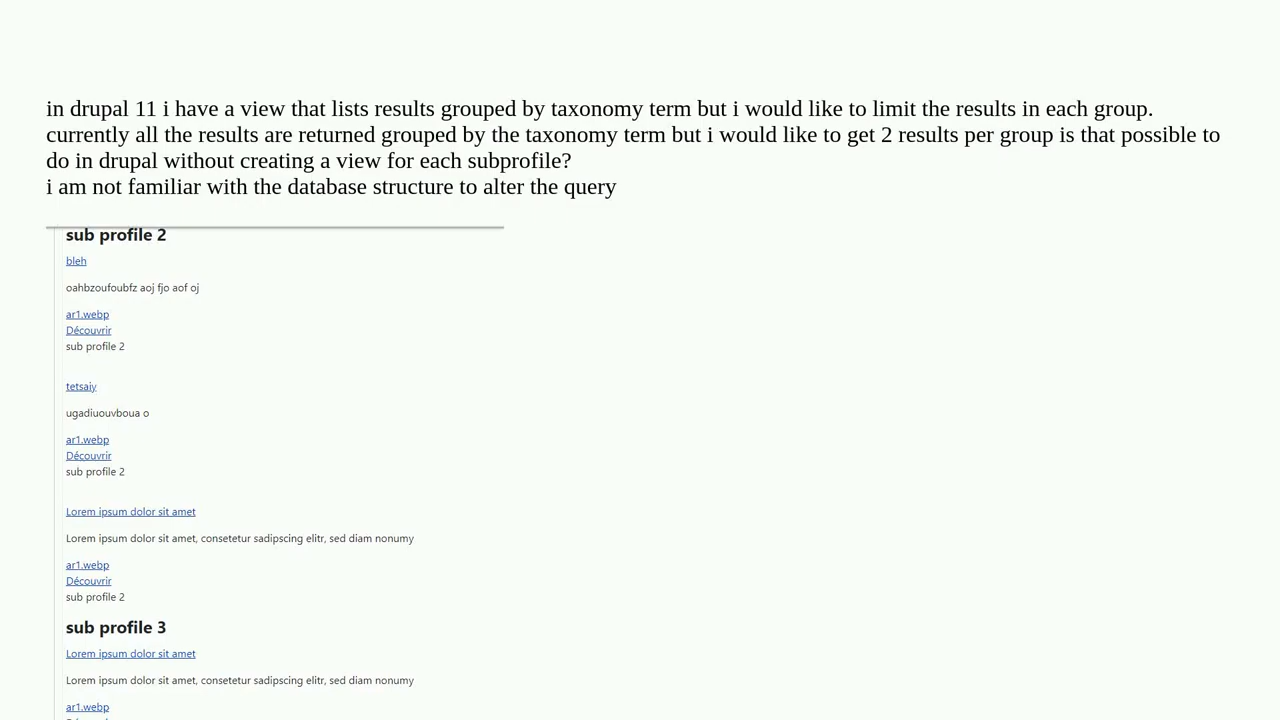 in drupal 11 i have a view that lists results grouped by taxonomy term but i would like to limit the results in each group.
currently all the results are returned grouped by the taxonomy term but i would like to get 2 results per group is that possible to
do in drupal without creating a view for each subprofile?
i am not familiar with the database structure to alter the query
sub profile 2
bleh
oahbzoufoubfz aoj fjo aof oj
ar1.webp
Découvrir
sub profile 2
tetsaiy
ugadiuouvboua o
ar1.webp
Découvrir
sub profile 2
Lorem ipsum dolor sit amet
Lorem ipsum dolor sit amet, consetetur sadipscing elitr, sed diam nonumy
ar1.webp
Découvrir
sub profile 2
sub profile 3
Lorem ipsum dolor sit amet
Lorem ipsum dolor sit amet, consetetur sadipscing elitr, sed diam nonumy
ar1.webp